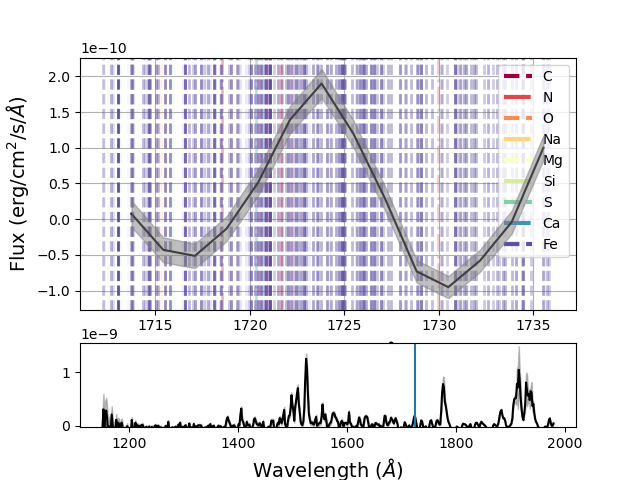 1e−10
2.0
1.5
1.0
0.5
0.0
−0.5
−1.0
Flux (erg/cm²/s/Å)
C
N
O
Na
Mg
Si
S
Ca
Fe
1715 1720 1725 1730 1735
1e−9
1
0
1200 1400 1600 1800 2000
Wavelength (Å)